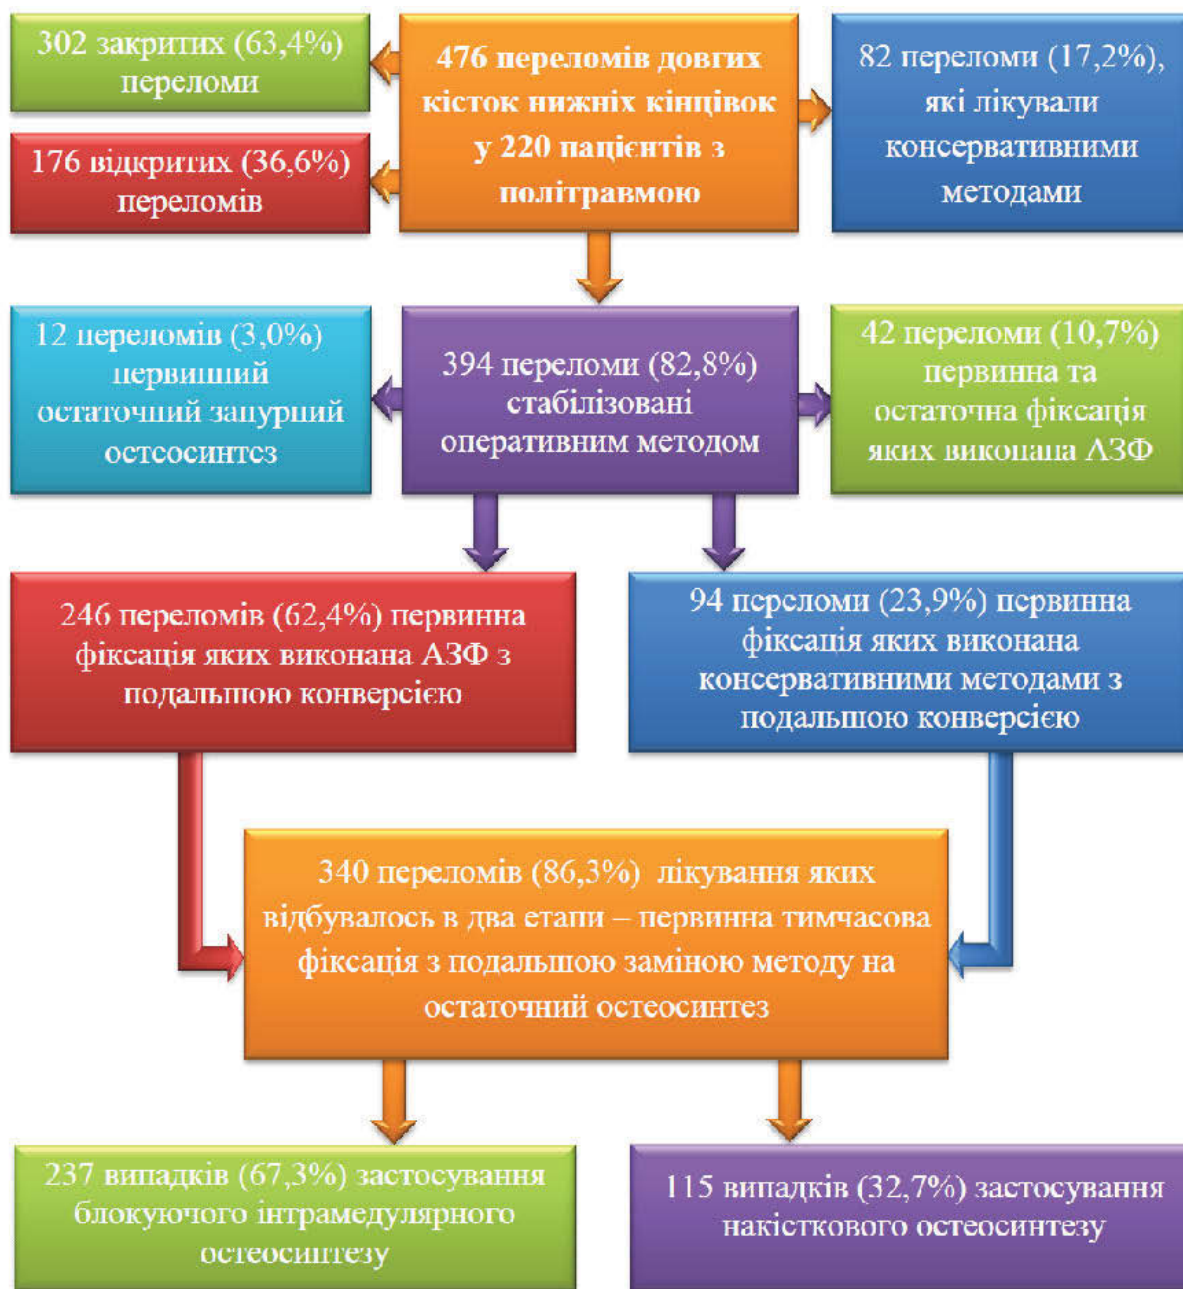 302 закритих (63,4%)
переломи
176 відкритих (36,6%)
переломів
476 переломів довгих
кісток нижніх кінцівок
у 220 пацієнтів з
політравмою
82 переломи (17,2%),
які лікували
консервативними
методами
12 переломів (3,0%)
первинний
остаточний занурний
остеосинтез
394 переломи (82,8%)
стабілізовані
оперативним методом
42 переломи (10,7%)
первинна та
остаточна фіксація
яких виконана АЗФ
246 переломів (62,4%) первинна
фіксація яких виконана АЗФ з
подальшою конверсією
94 переломи (23,9%) первинна
фіксація яких виконана
консервативними методами з
подальшою конверсією
340 переломів (86,3%) лікування яких
відбувалось в два етапи – первинна тимчасова
фіксація з подальшою заміною методу на
остаточний остеосинтез
237 випадків (67,3%) застосування
блокуючого інтрамедулярного
остеосинтезу
115 випадків (32,7%) застосування
накісткового остеосинтезу